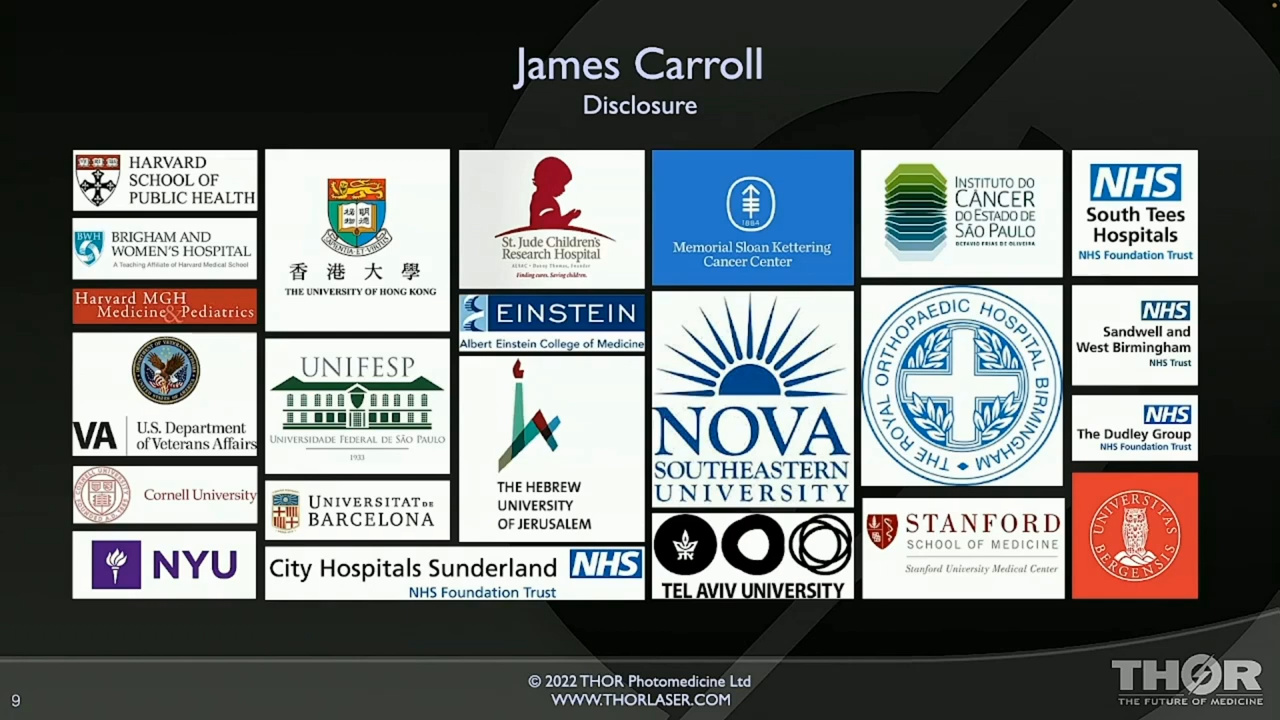 James Carroll
Disclosure
HARVARD
SCHOOL OF
PUBLIC HEALTH
BWH
BRIGHAM AND
WOMEN'S HOSPITAL
A Teaching Affiliate of Harvard Medical School
Harvard MGH
Medicine & Pediatrics
VA
U.S. Department
of Veterans Affairs
Cornell University
NYU
香港大學
THE UNIVERSITY OF HONG KONG
UNIFESP
UNIVERSIDADE FEDERAL DE SÃO PAULO
1933
UNIVERSITAT DE
BARCELONA
City Hospitals Sunderland NHS
NHS Foundation Trust
St. Jude Children's
Research Hospital
ALSAC • Danny Thomas, Founder
Finding cures. Saving children.
EINSTEIN
Albert Einstein College of Medicine
THE HEBREW
UNIVERSITY
OF JERUSALEM
1884
Memorial Sloan Kettering
Cancer Center
NOVA
SOUTHEASTERN
UNIVERSITY
TEL AVIV UNIVERSITY
INSTITUTO DO
CÂNCER
DO ESTADO DE
SÃO PAULO
OCTAVIO FRIAS DE OLIVEIRA
THE ROYAL ORTHOPAEDIC HOSPITAL BIRMINGHAM
STANFORD
SCHOOL OF MEDICINE
Stanford University Medical Center
NHS
South Tees
Hospitals
NHS Foundation Trust
NHS
Sandwell and
West Birmingham
NHS Trust
NHS
The Dudley Group
NHS Foundation Trust
UNIVERSITAS
BERGENSIS
9
© 2022 THOR Photomedicine Ltd
WWW.THORLASER.COM
THOR
THE FUTURE OF MEDICINE